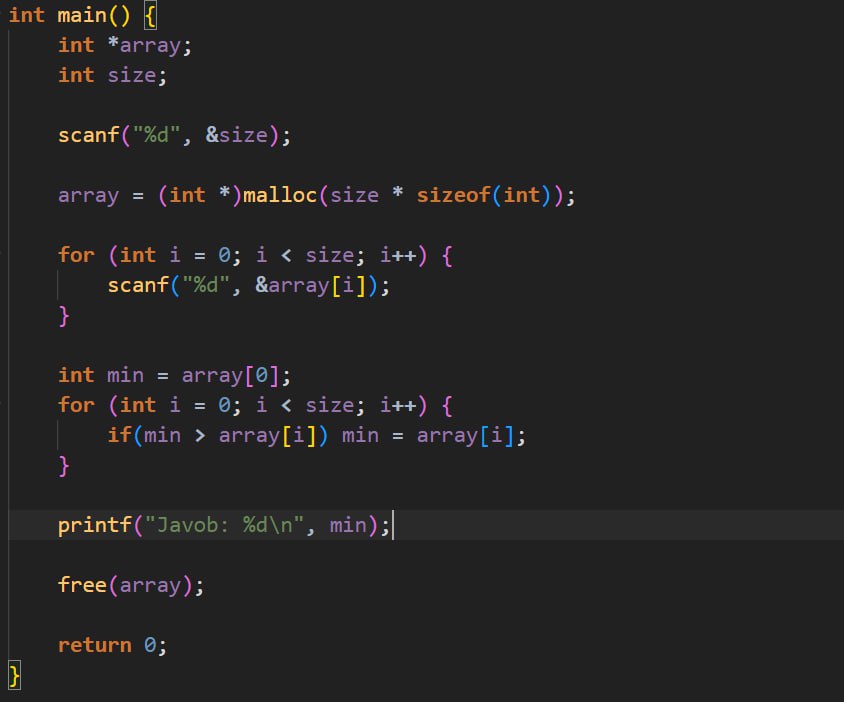 int main() {
    int *array;
    int size;
    scanf("%d", &size);
    array = (int *)malloc(size * sizeof(int));
    for (int i = 0; i < size; i++) {
        scanf("%d", &array[i]);
    }
    int min = array[0];
    for (int i = 0; i < size; i++) {
        if(min > array[i]) min = array[i];
    }
    printf("Javob: %d\n", min);
    free(array);
    return 0;
}